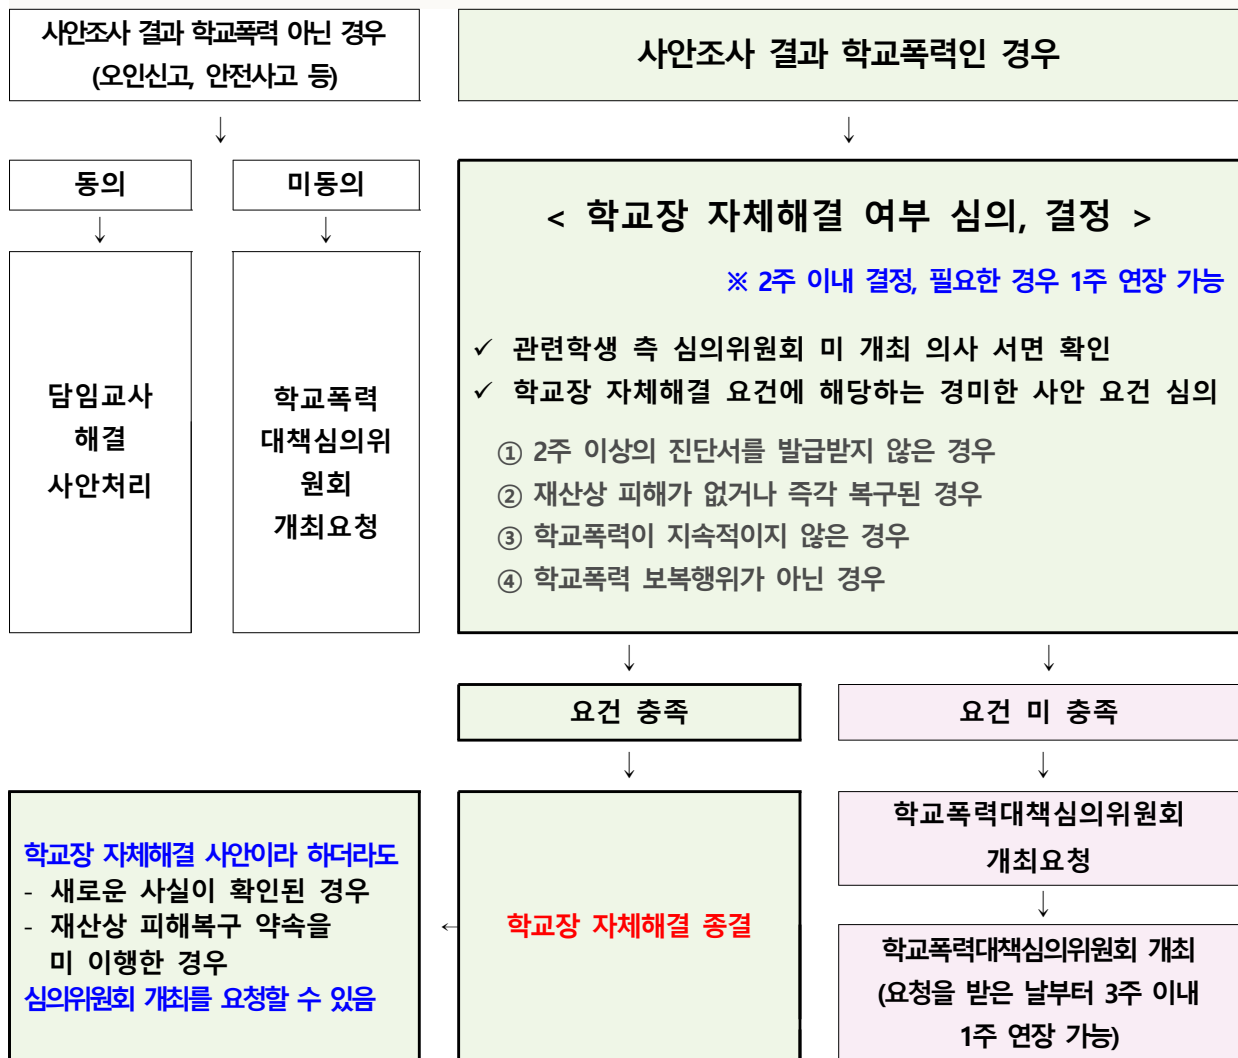 사안조사 결과 학교폭력 아닌 경우
(오인신고, 안전사고 등)
사안조사 결과 학교폭력인 경우
↓
↓
동의
미동의
↓
↓
담임교사
해결
사안처리
학교폭력
대책심의위
원회
개최요청
< 학교장 자체해결 여부 심의, 결정 >
※ 2주 이내 결정, 필요한 경우 1주 연장 가능
✓ 관련학생 측 심의위원회 미 개최 의사 서면 확인
✓ 학교장 자체해결 요건에 해당하는 경미한 사안 요건 심의
① 2주 이상의 진단서를 발급받지 않은 경우
② 재산상 피해가 없거나 즉각 복구된 경우
③ 학교폭력이 지속적이지 않은 경우
④ 학교폭력 보복행위가 아닌 경우
↓
↓
요건 충족
요건 미 충족
↓
↓
학교장 자체해결 사안이라 하더라도
- 새로운 사실이 확인된 경우
- 재산상 피해복구 약속을
미 이행한 경우
심의위원회 개최를 요청할 수 있음
←
학교장 자체해결 종결
학교폭력대책심의위원회
개최요청
↓
학교폭력대책심의위원회 개최
(요청을 받은 날부터 3주 이내
1주 연장 가능)